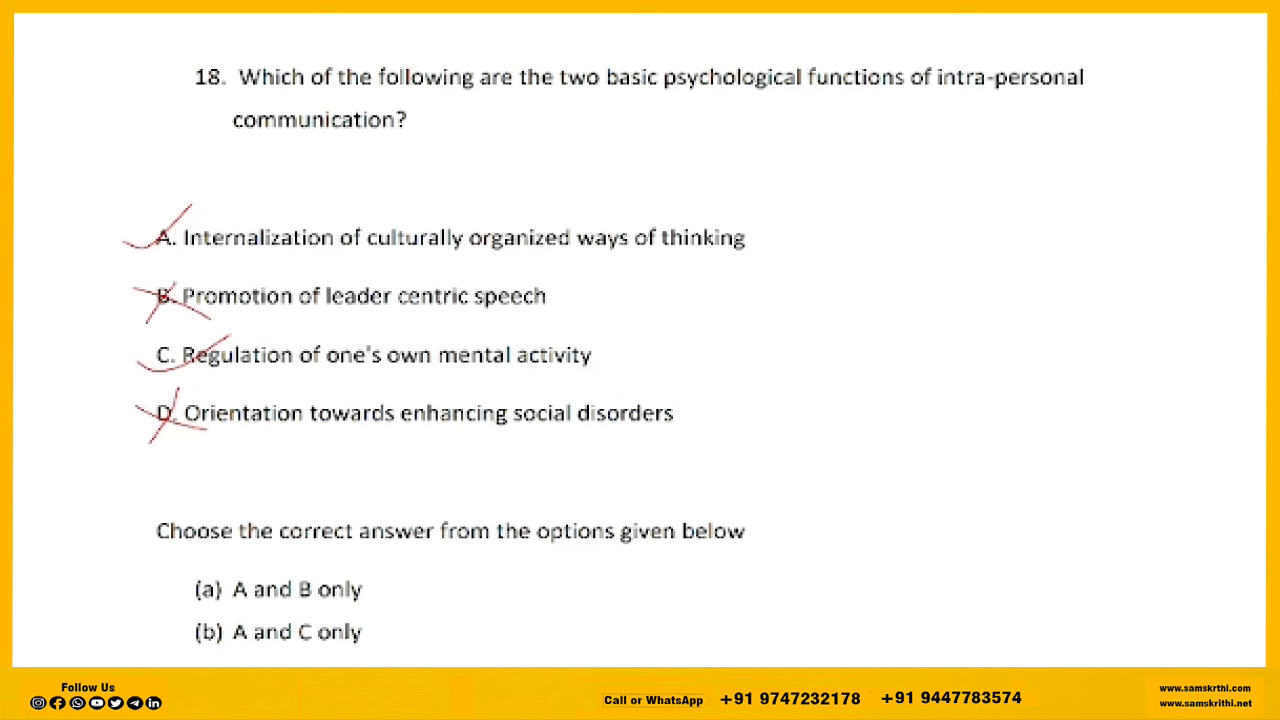 18. Which of the following are the two basic psychological functions of intra-personal
communication?
A. Internalization of culturally organized ways of thinking
B. Promotion of leader centric speech
C. Regulation of one's own mental activity
D. Orientation towards enhancing social disorders
Choose the correct answer from the options given below
(a) A and B only
(b) A and C only
Follow Us
Call or WhatsApp +91 9747232178 +91 9447783574
www.samskrthi.com
www.samskrithi.net